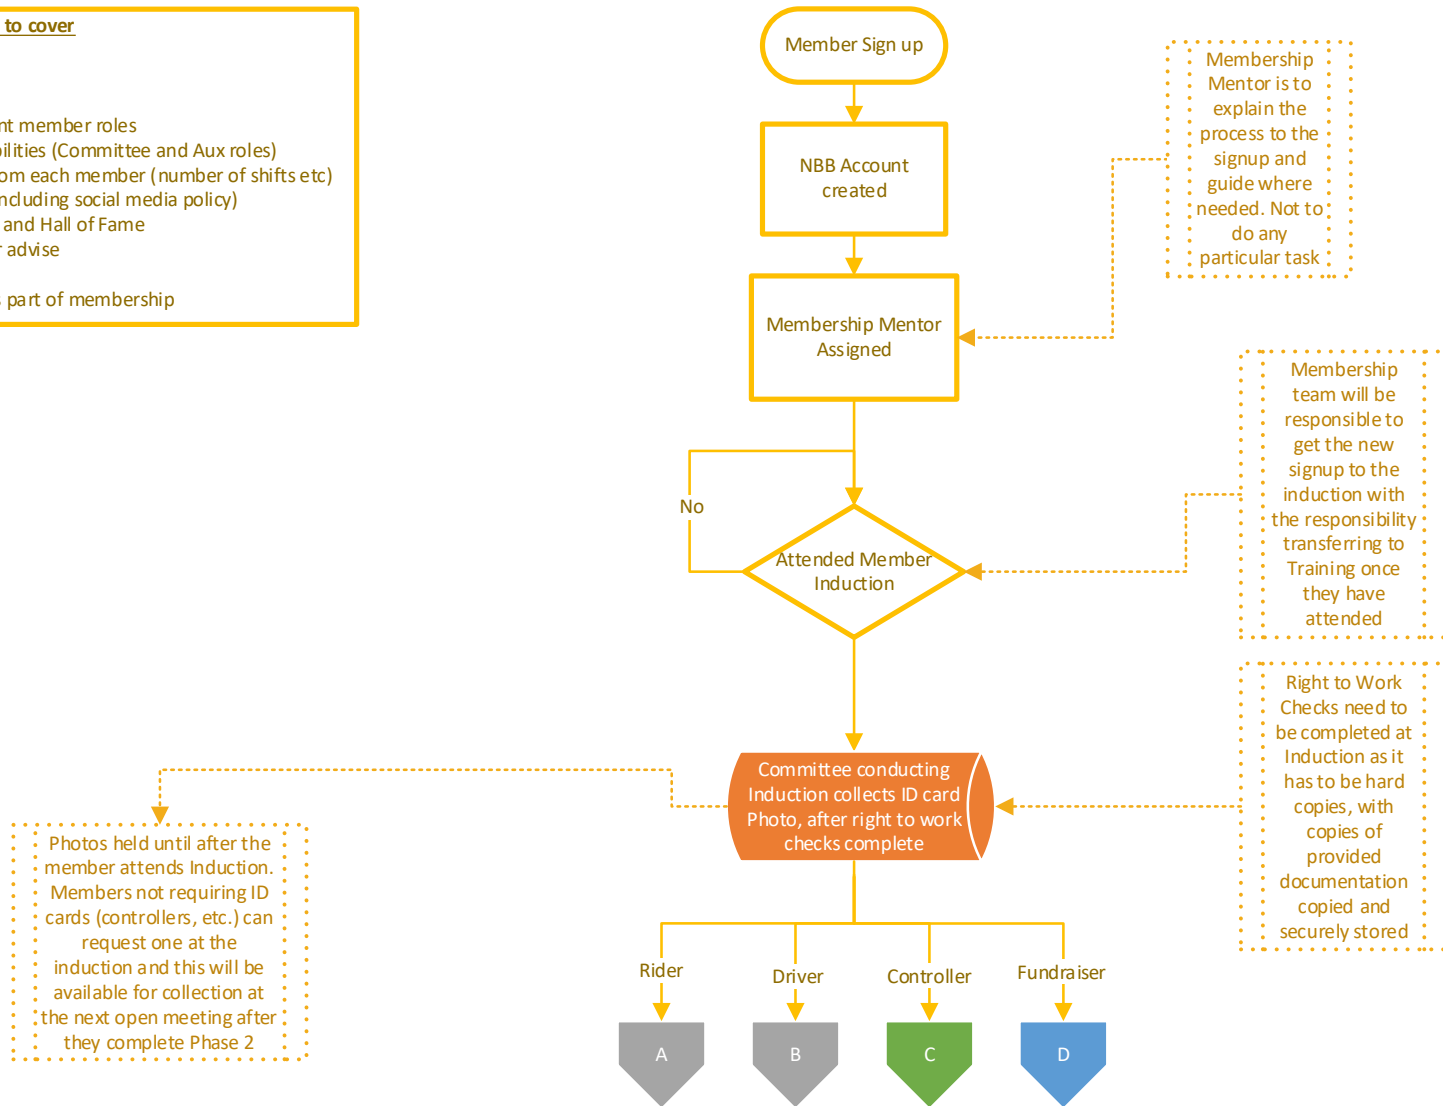 to cover
member roles
(Committee and Aux roles)
each member (number of shifts etc)
social media policy)
and Hall of Fame
advise
part of membership
Member Sign up
NBB Account
created
Membership Mentor
Assigned
Membership
Mentor is to
explain the
process to the
signup and
guide where
needed. Not to
do any
particular task
No
Attended Member
Induction
Membership
team will be
responsible to
get the new
signup to the
induction with
the responsibility
transferring to
Training once
they have
attended
Committee conducting
Induction collects ID card
Photo, after right to work
checks complete
Right to Work
Checks need to
be completed at
Induction as it
has to be hard
copies, with
copies of
provided
documentation
copied and
securely stored
Photos held until after the
member attends Induction.
Members not requiring ID
cards (controllers, etc.) can
request one at the
induction and this will be
available for collection at
the next open meeting after
they complete Phase 2
Rider
Driver
Controller
Fundraiser
A
B
C
D